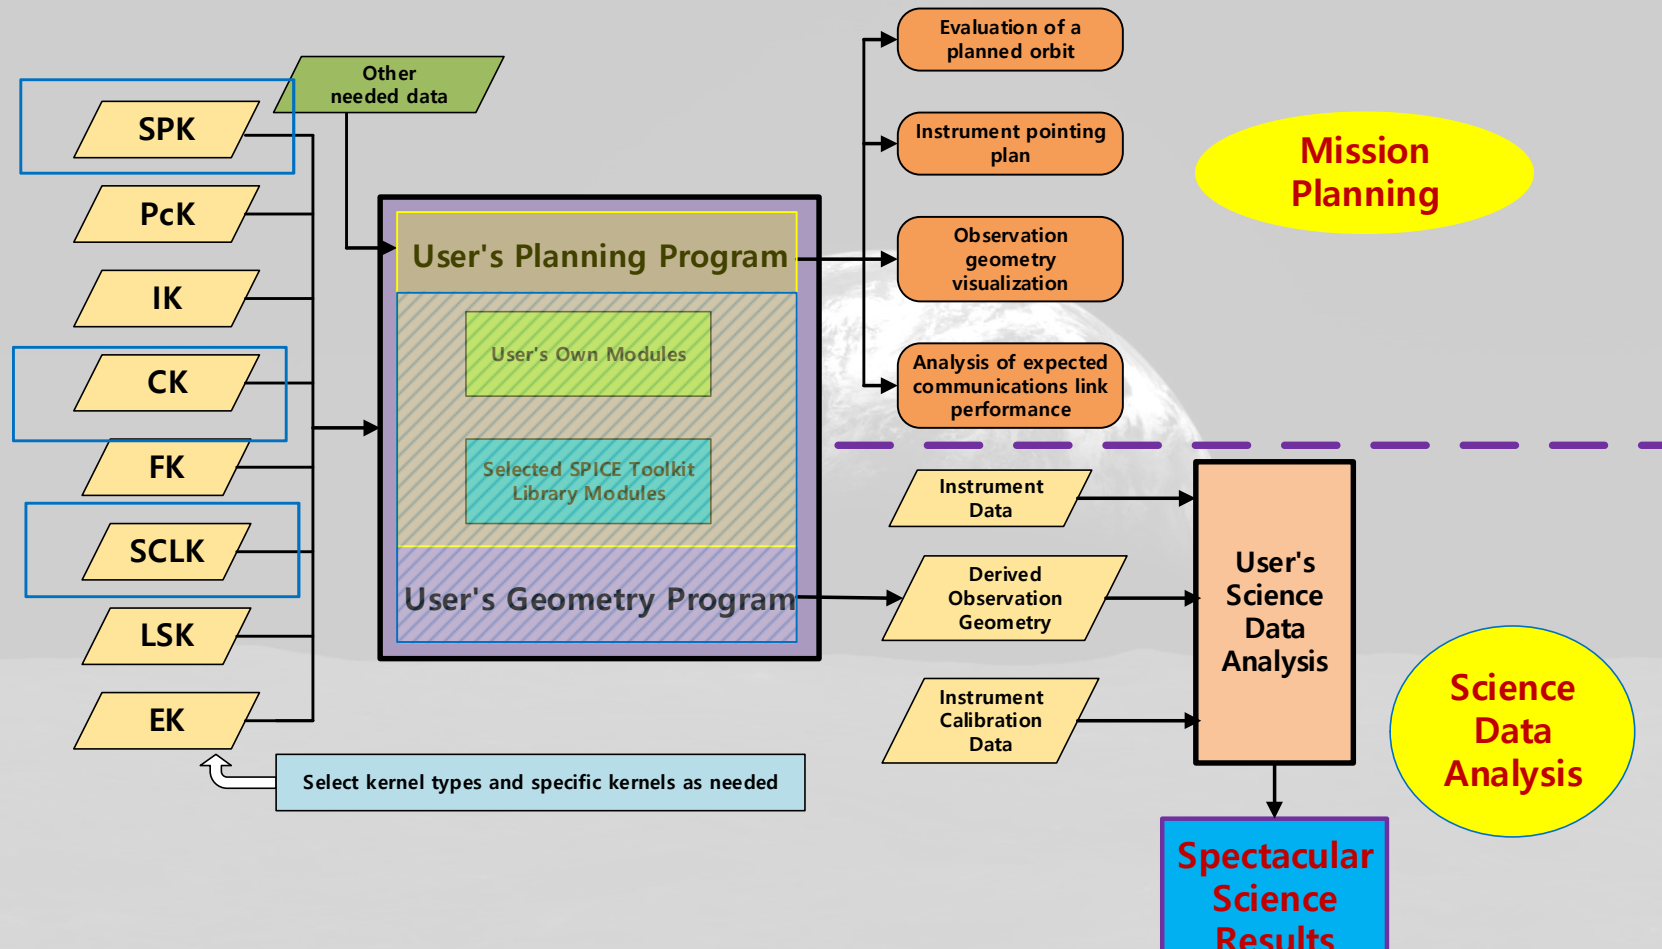 Other
needed data
SPK
PcK
IK
CK
FK
SCLK
LSK
EK
Select kernel types and specific kernels as needed
User's Planning Program
User's Own Modules
Selected SPICE Toolkit
Library Modules
User's Geometry Program
Evaluation of a
planned orbit
Instrument pointing
plan
Observation
geometry
visualization
Analysis of expected
communications link
performance
Mission
Planning
Instrument
Data
Derived
Observation
Geometry
Instrument
Calibration
Data
User's
Science
Data
Analysis
Science
Data
Analysis
Spectacular
Science
Results